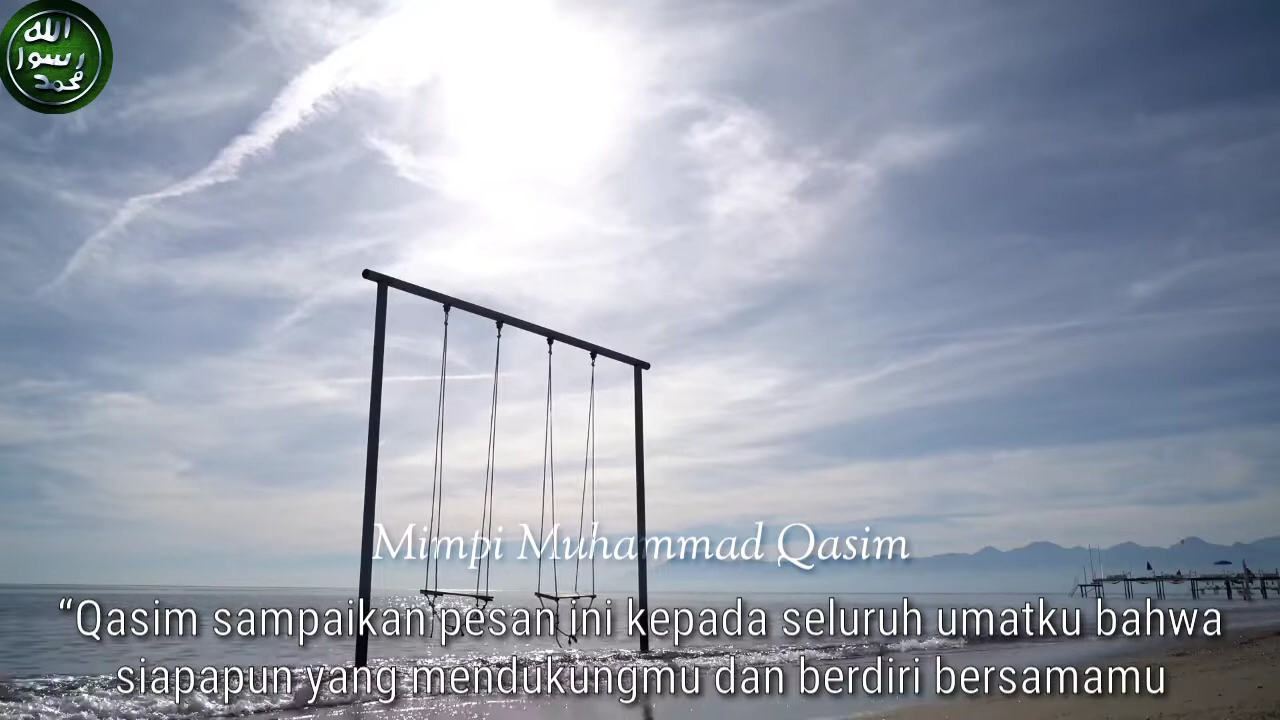 الله
رسول
محمد
Mimpi Muhammad Qasim
“Qasim sampaikan pesan ini kepada seluruh umatku bahwa
siapapun yang mendukungmu dan berdiri bersamamu